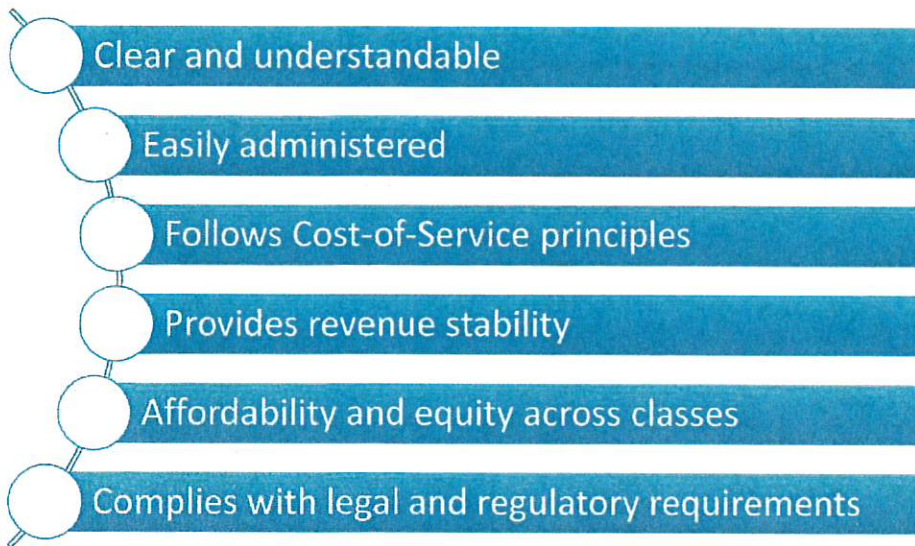 Clear and understandable
Easily administered
Follows Cost-of-Service principles
Provides revenue stability
Affordability and equity across classes
Complies with legal and regulatory requirements